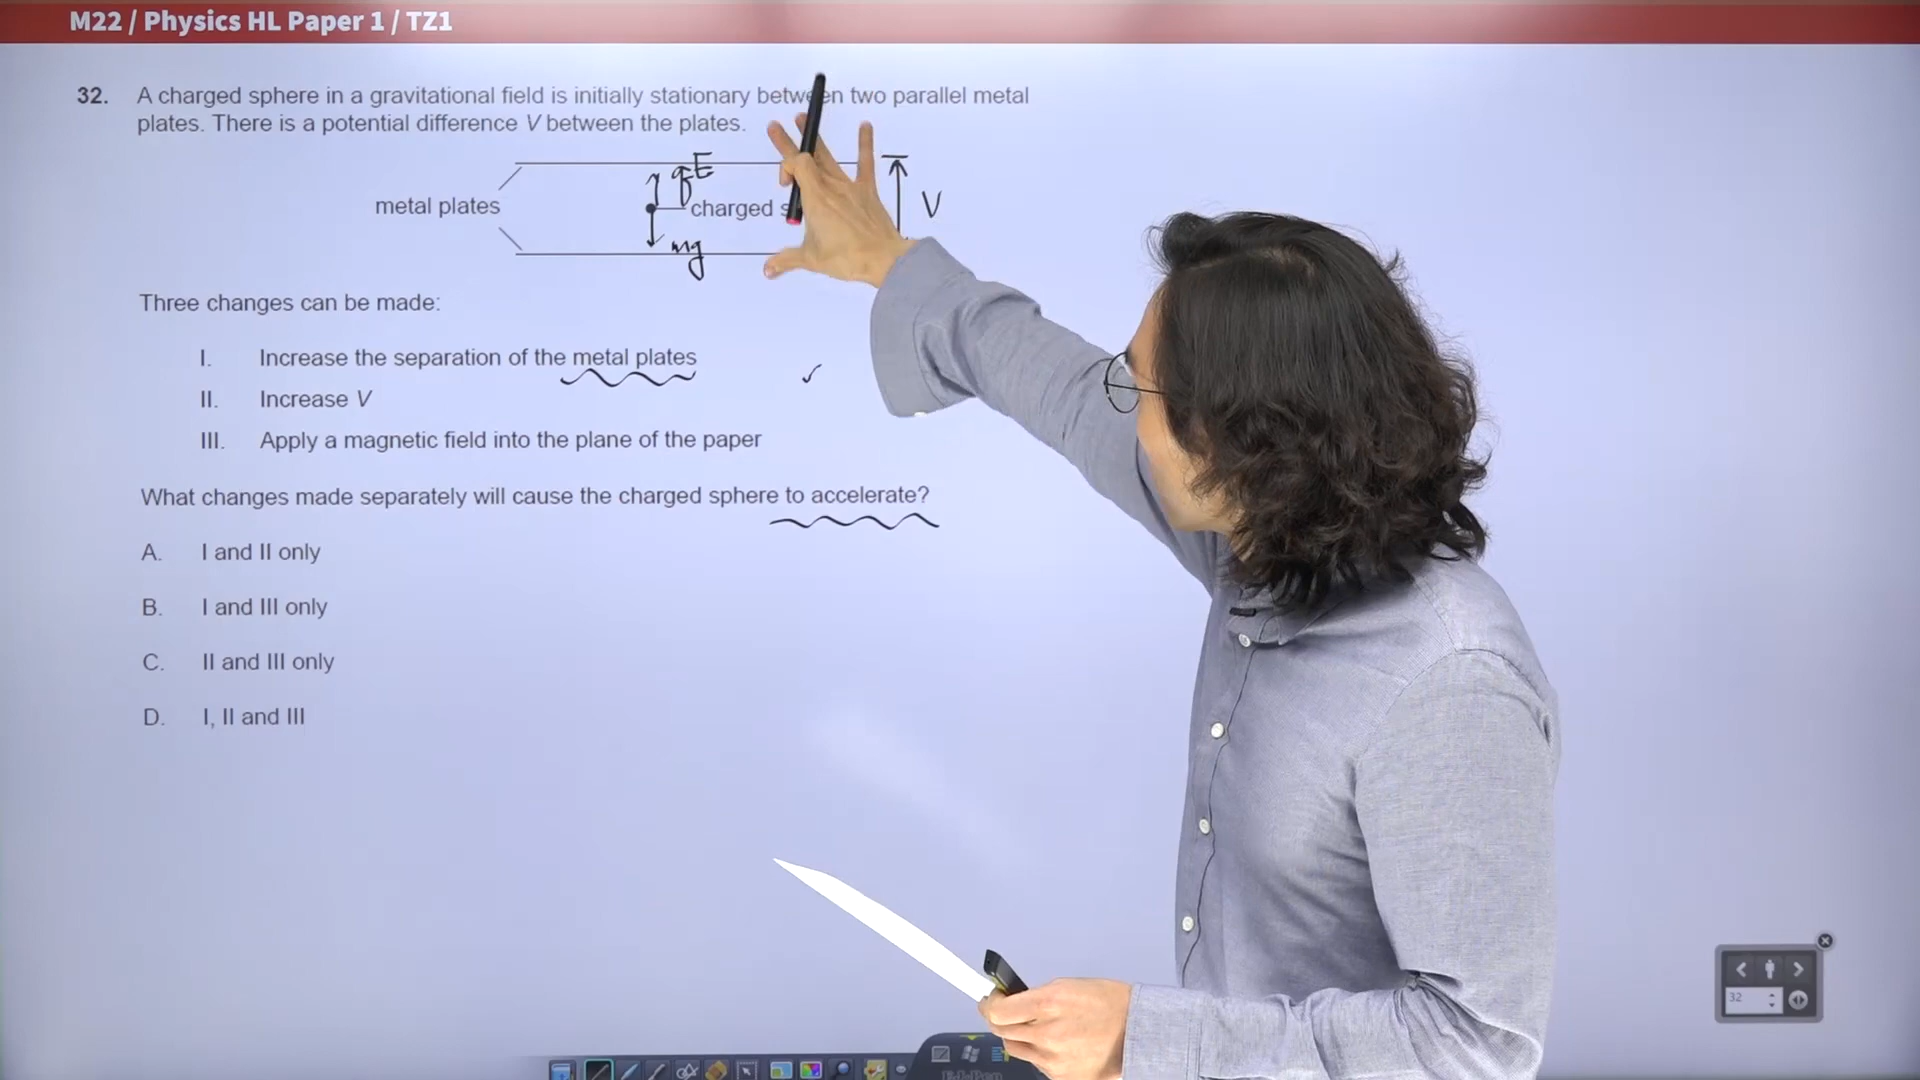 M22 / Physics HL Paper 1 / TZ1
32. A charged sphere in a gravitational field is initially stationary between two parallel metal
plates. There is a potential difference V between the plates.
qE
metal plates
charged
V
mg
Three changes can be made:
I. Increase the separation of the metal plates
II. Increase V
III. Apply a magnetic field into the plane of the paper
What changes made separately will cause the charged sphere to accelerate?
A. I and II only
B. I and III only
C. II and III only
D. I, II and III
32